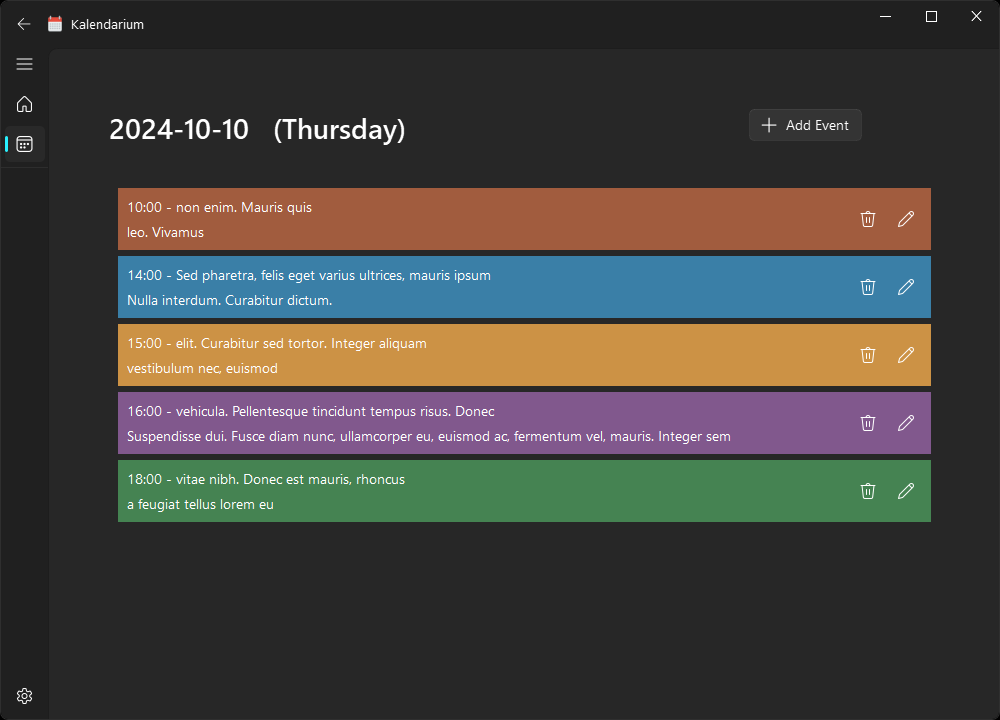 Kalendarium
2024-10-10 (Thursday)
Add Event
10:00 - non enim. Mauris quis
leo. Vivamus
14:00 - Sed pharetra, felis eget varius ultrices, mauris ipsum
Nulla interdum. Curabitur dictum.
15:00 - elit. Curabitur sed tortor. Integer aliquam
vestibulum nec, euismod
16:00 - vehicula. Pellentesque tincidunt tempus risus. Donec
Suspendisse dui. Fusce diam nunc, ullamcorper eu, euismod ac, fermentum vel, mauris. Integer sem
18:00 - vitae nibh. Donec est mauris, rhoncus
a feugiat tellus lorem eu